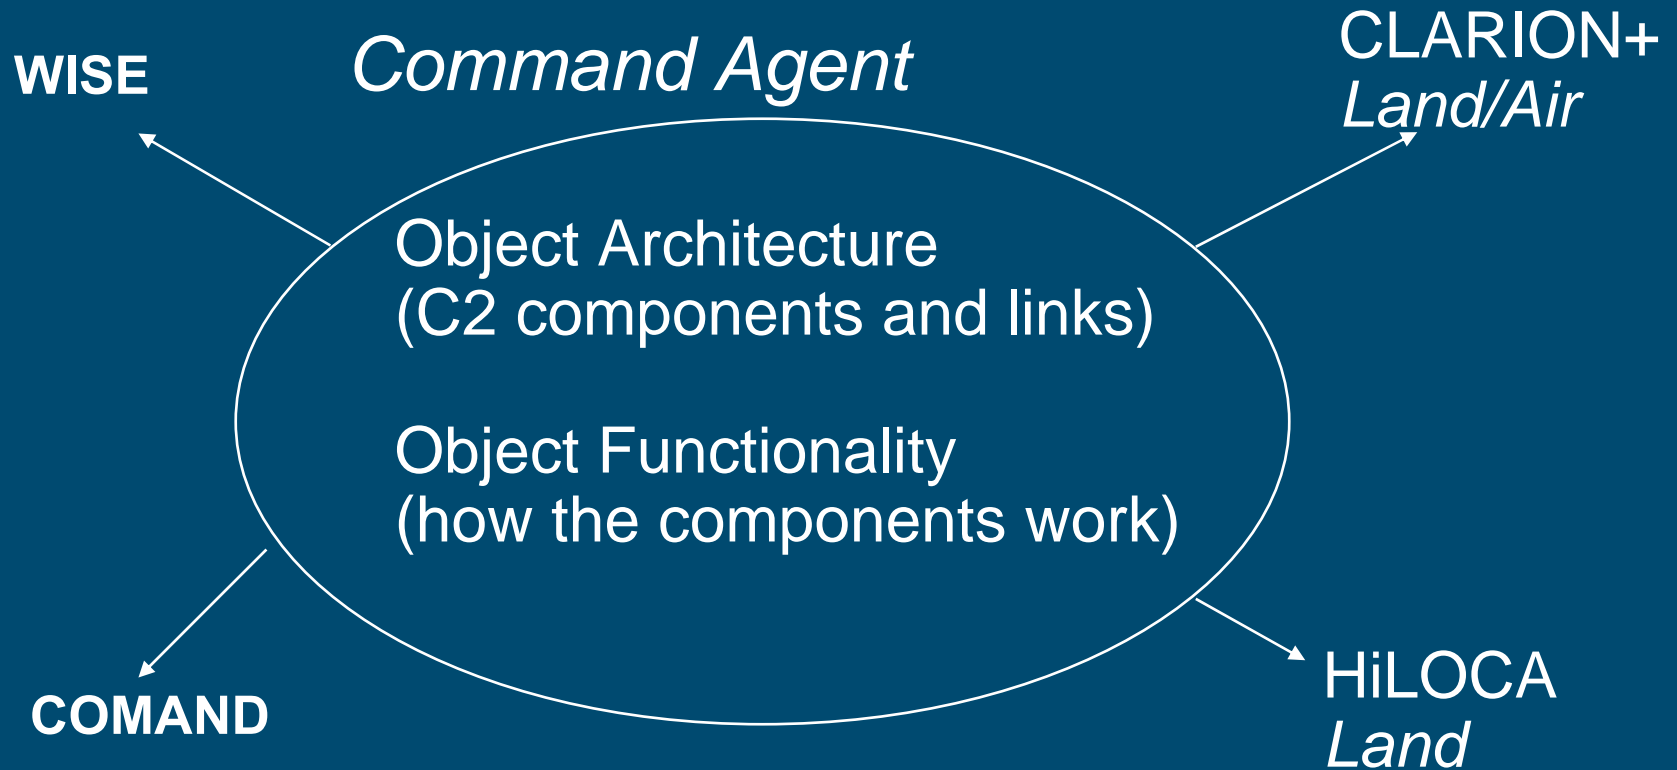 WISE
Command Agent
CLARION+
Land/Air
Object Architecture
(C2 components and links)
Object Functionality
(how the components work)
COMAND
HiLOCA
Land